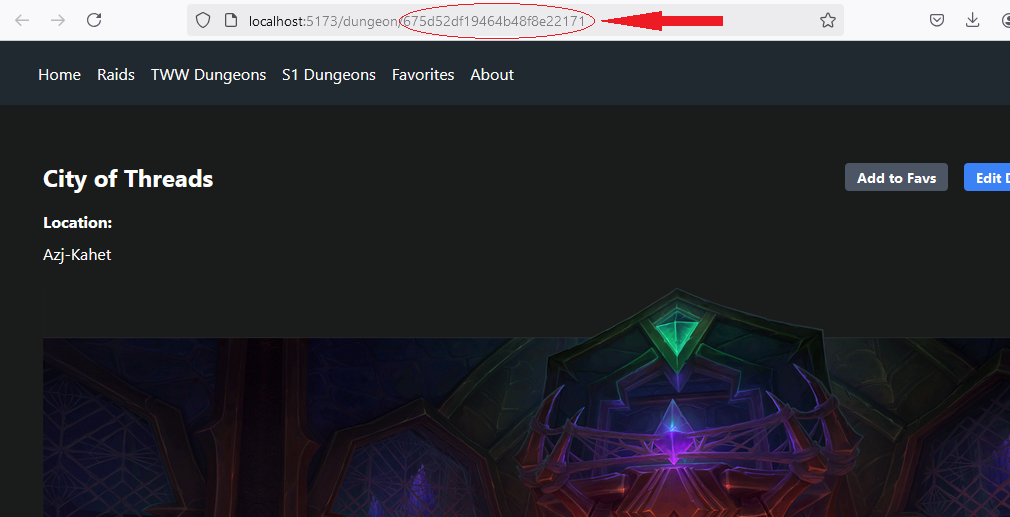 localhost:5173/dungeon/675d52df19464b48f8e22171
Home Raids TWW Dungeons S1 Dungeons Favorites About
City of Threads
Add to Favs
Edit
Location:
Azj-Kahet